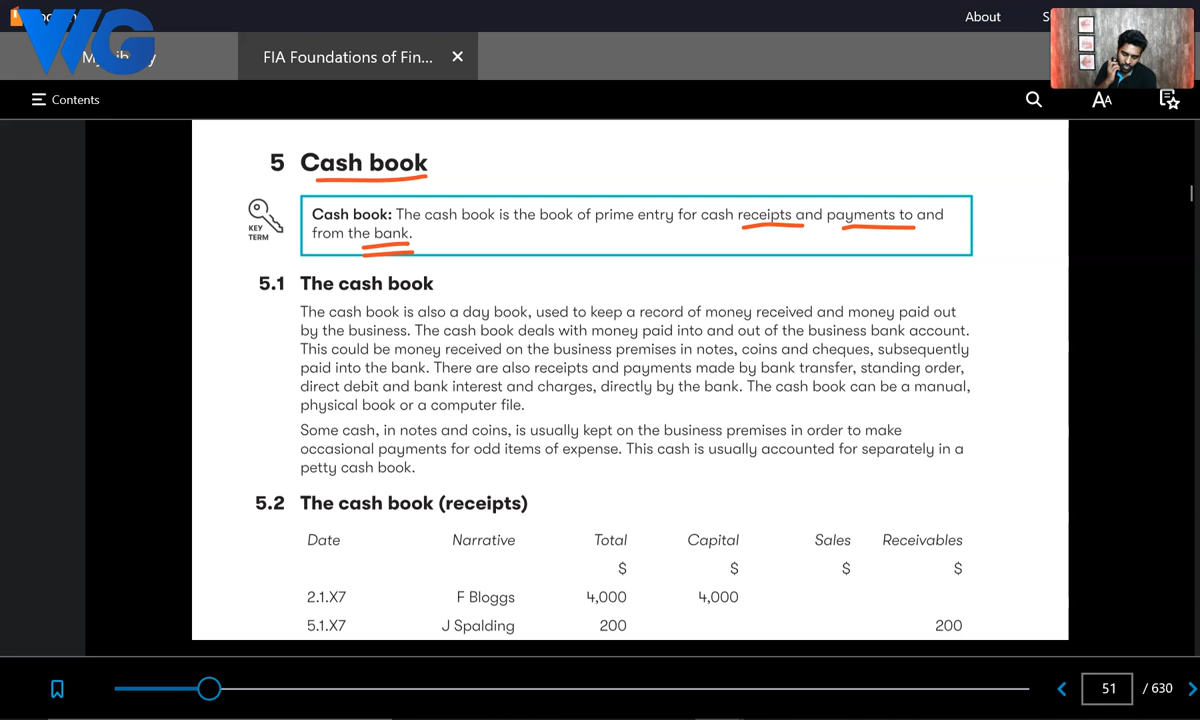 About
WG
FIA Foundations of Fin...
Contents
AA
5 Cash book
KEY
TERM
Cash book: The cash book is the book of prime entry for cash receipts and payments to and
from the bank.
5.1 The cash book
The cash book is also a day book, used to keep a record of money received and money paid out
by the business. The cash book deals with money paid into and out of the business bank account.
This could be money received on the business premises in notes, coins and cheques, subsequently
paid into the bank. There are also receipts and payments made by bank transfer, standing order,
direct debit and bank interest and charges, directly by the bank. The cash book can be a manual,
physical book or a computer file.
Some cash, in notes and coins, is usually kept on the business premises in order to make
occasional payments for odd items of expense. This cash is usually accounted for separately in a
petty cash book.
5.2 The cash book (receipts)
Date Narrative Total Capital Sales Receivables
$ $ $ $
2.1.X7 F Bloggs 4,000 4,000
5.1.X7 J Spalding 200 200
51 / 630